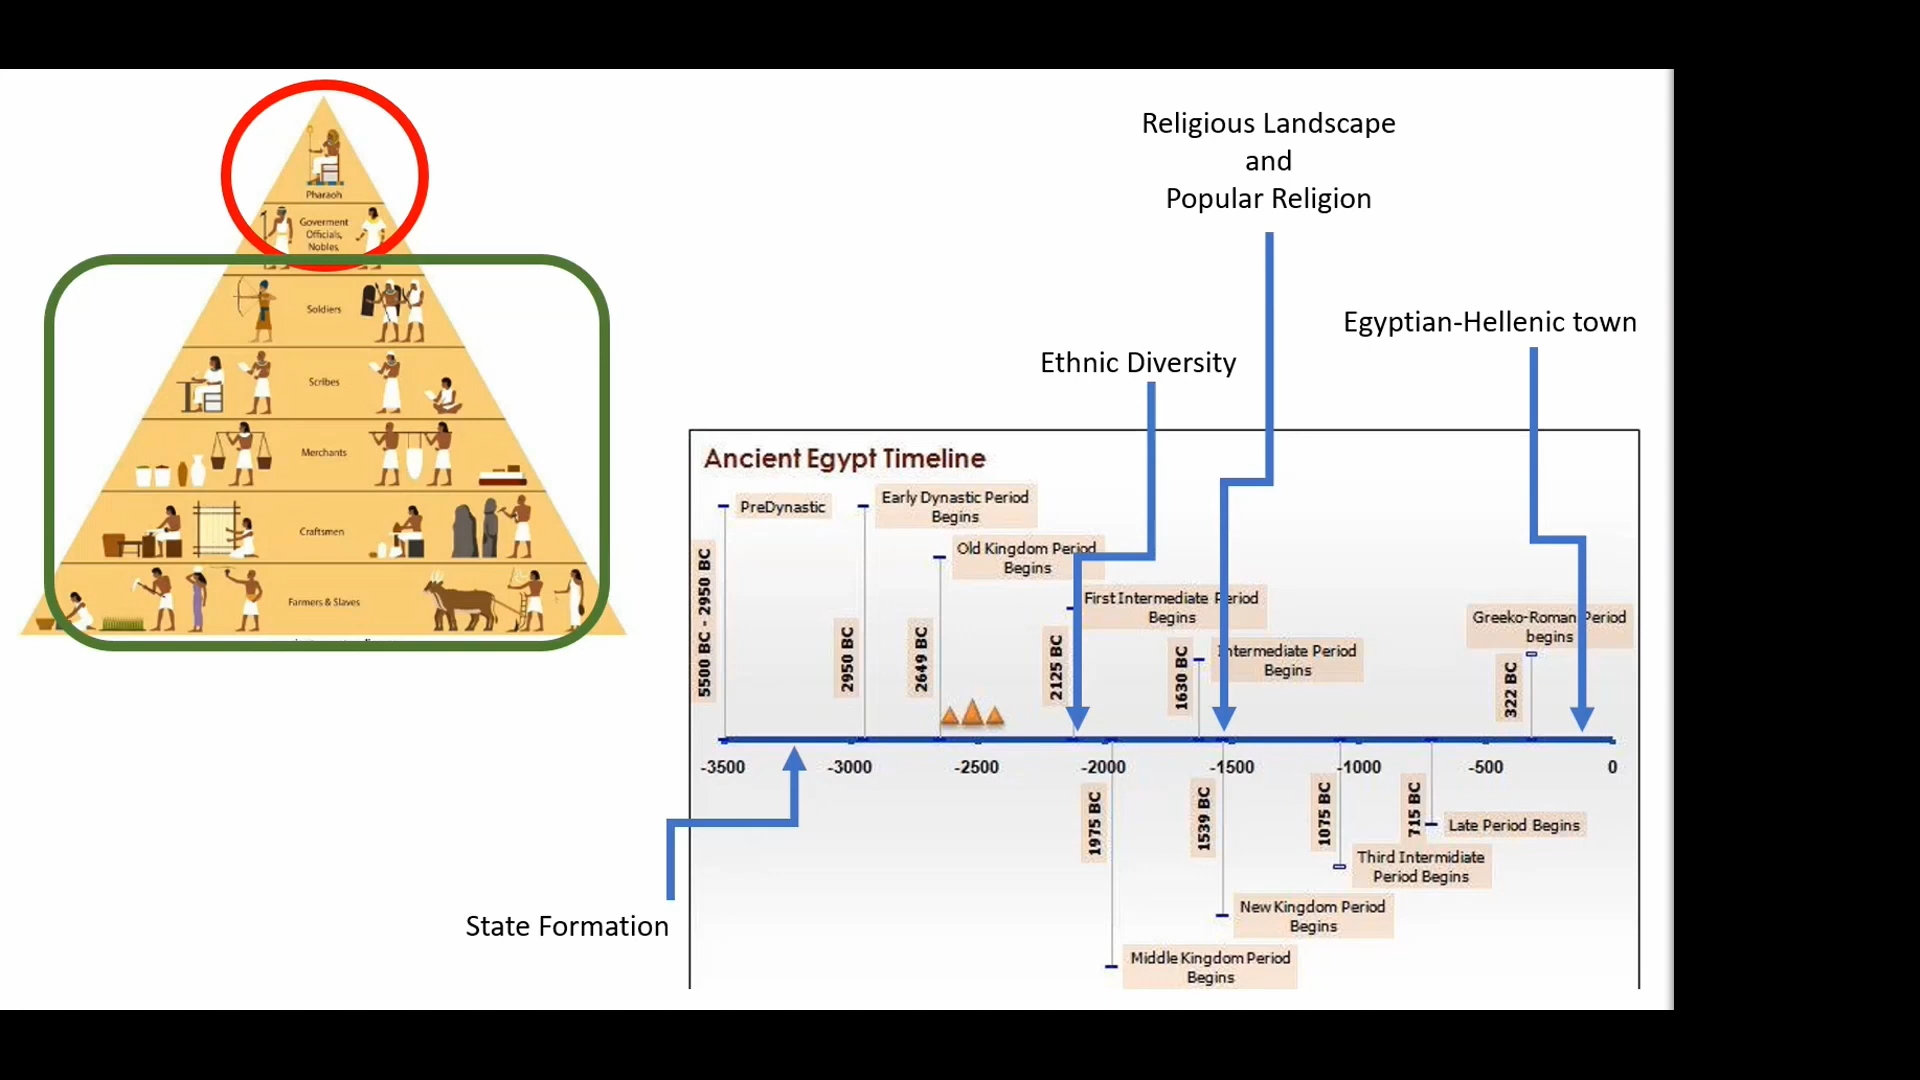 Pharaoh
Goverment
Officials,
Nobles,
Soldiers
Scribes
Merchants
Craftsmen
Farmers & Slaves
Religious Landscape
and
Popular Religion
Egyptian-Hellenic town
Ethnic Diversity
State Formation
Ancient Egypt Timeline
PreDynastic
Early Dynastic Period
Begins
Old Kingdom Period
Begins
First Intermediate Period
Begins
Intermediate Period
Begins
Greeko-Roman Period
begins
5500 BC - 2950 BC
2950 BC
2649 BC
2125 BC
1630 BC
322 BC
-3500
-3000
-2500
-2000
-1500
-1000
-500
0
1975 BC
1539 BC
1075 BC
715 BC
Late Period Begins
Third Intermidiate
Period Begins
New Kingdom Period
Begins
Middle Kingdom Period
Begins